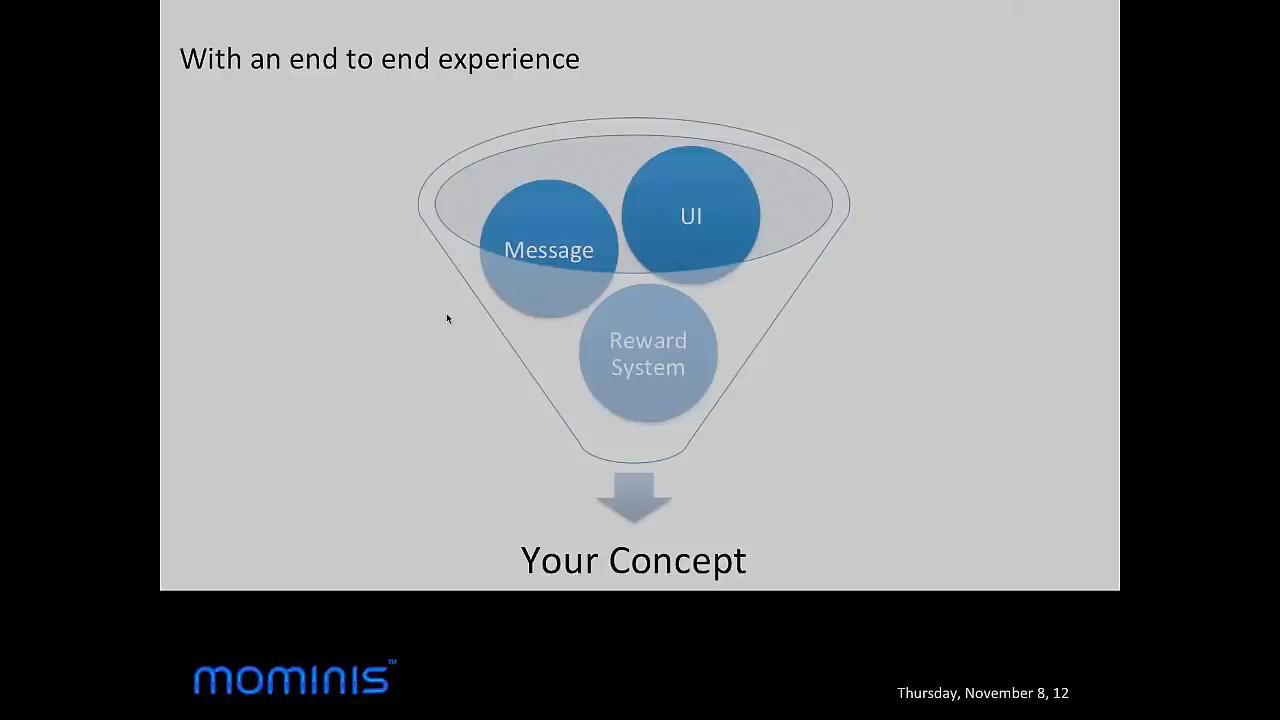 With an end to end experience
UI
Message
Reward
System
Your Concept
mominis™
Thursday, November 8, 12